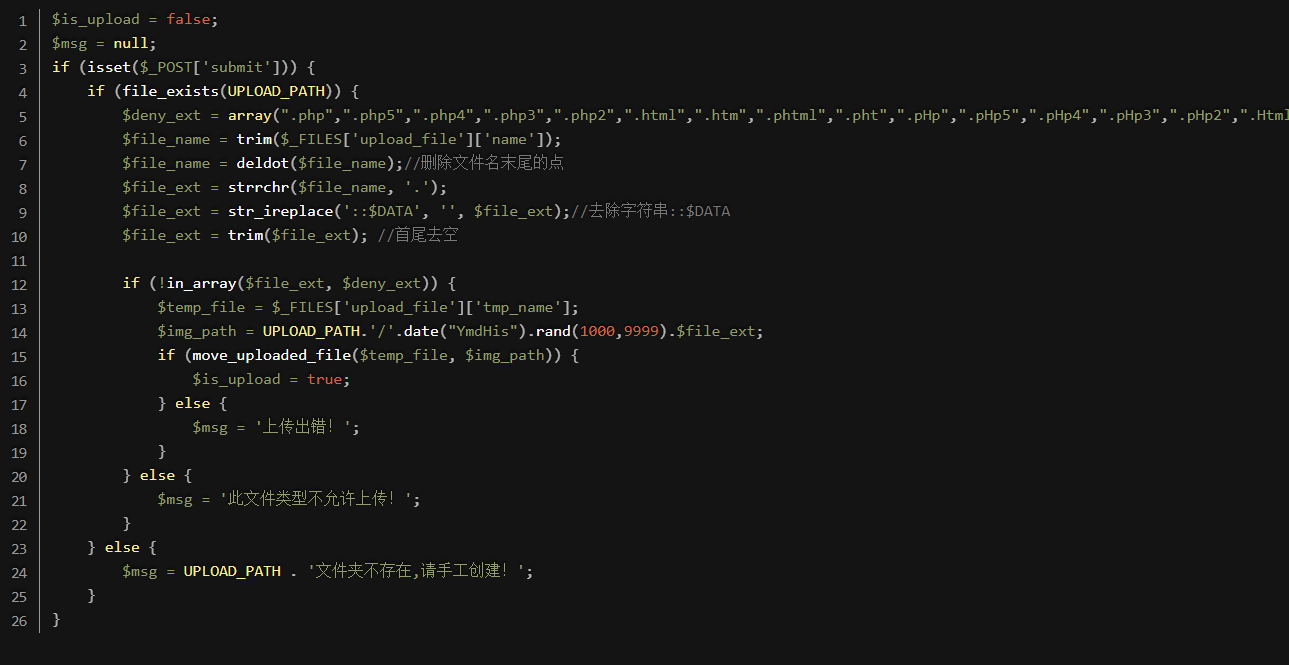 1 $is_upload = false;
2 $msg = null;
3 if (isset($_POST['submit'])) {
4 if (file_exists(UPLOAD_PATH)) {
5 $deny_ext = array(".php",".php5",".php4",".php3",".php2",".html",".htm",".phtml",".pht",".pHp",".pHp5",".pHp4",".pHp3",".pHp2",".Html
6 $file_name = trim($_FILES['upload_file']['name']);
7 $file_name = deldot($file_name);//删除文件名末尾的点
8 $file_ext = strrchr($file_name, '.');
9 $file_ext = str_ireplace('::$DATA', '', $file_ext);//去除字符串::$DATA
10 $file_ext = trim($file_ext); //首尾去空
11
12 if (!in_array($file_ext, $deny_ext)) {
13 $temp_file = $_FILES['upload_file']['tmp_name'];
14 $img_path = UPLOAD_PATH.'/'.date("YmdHis").rand(1000,9999).$file_ext;
15 if (move_uploaded_file($temp_file, $img_path)) {
16 $is_upload = true;
17 } else {
18 $msg = '上传出错！';
19 }
20 } else {
21 $msg = '此文件类型不允许上传！';
22 }
23 } else {
24 $msg = UPLOAD_PATH . '文件夹不存在,请手工创建！';
25 }
26 }